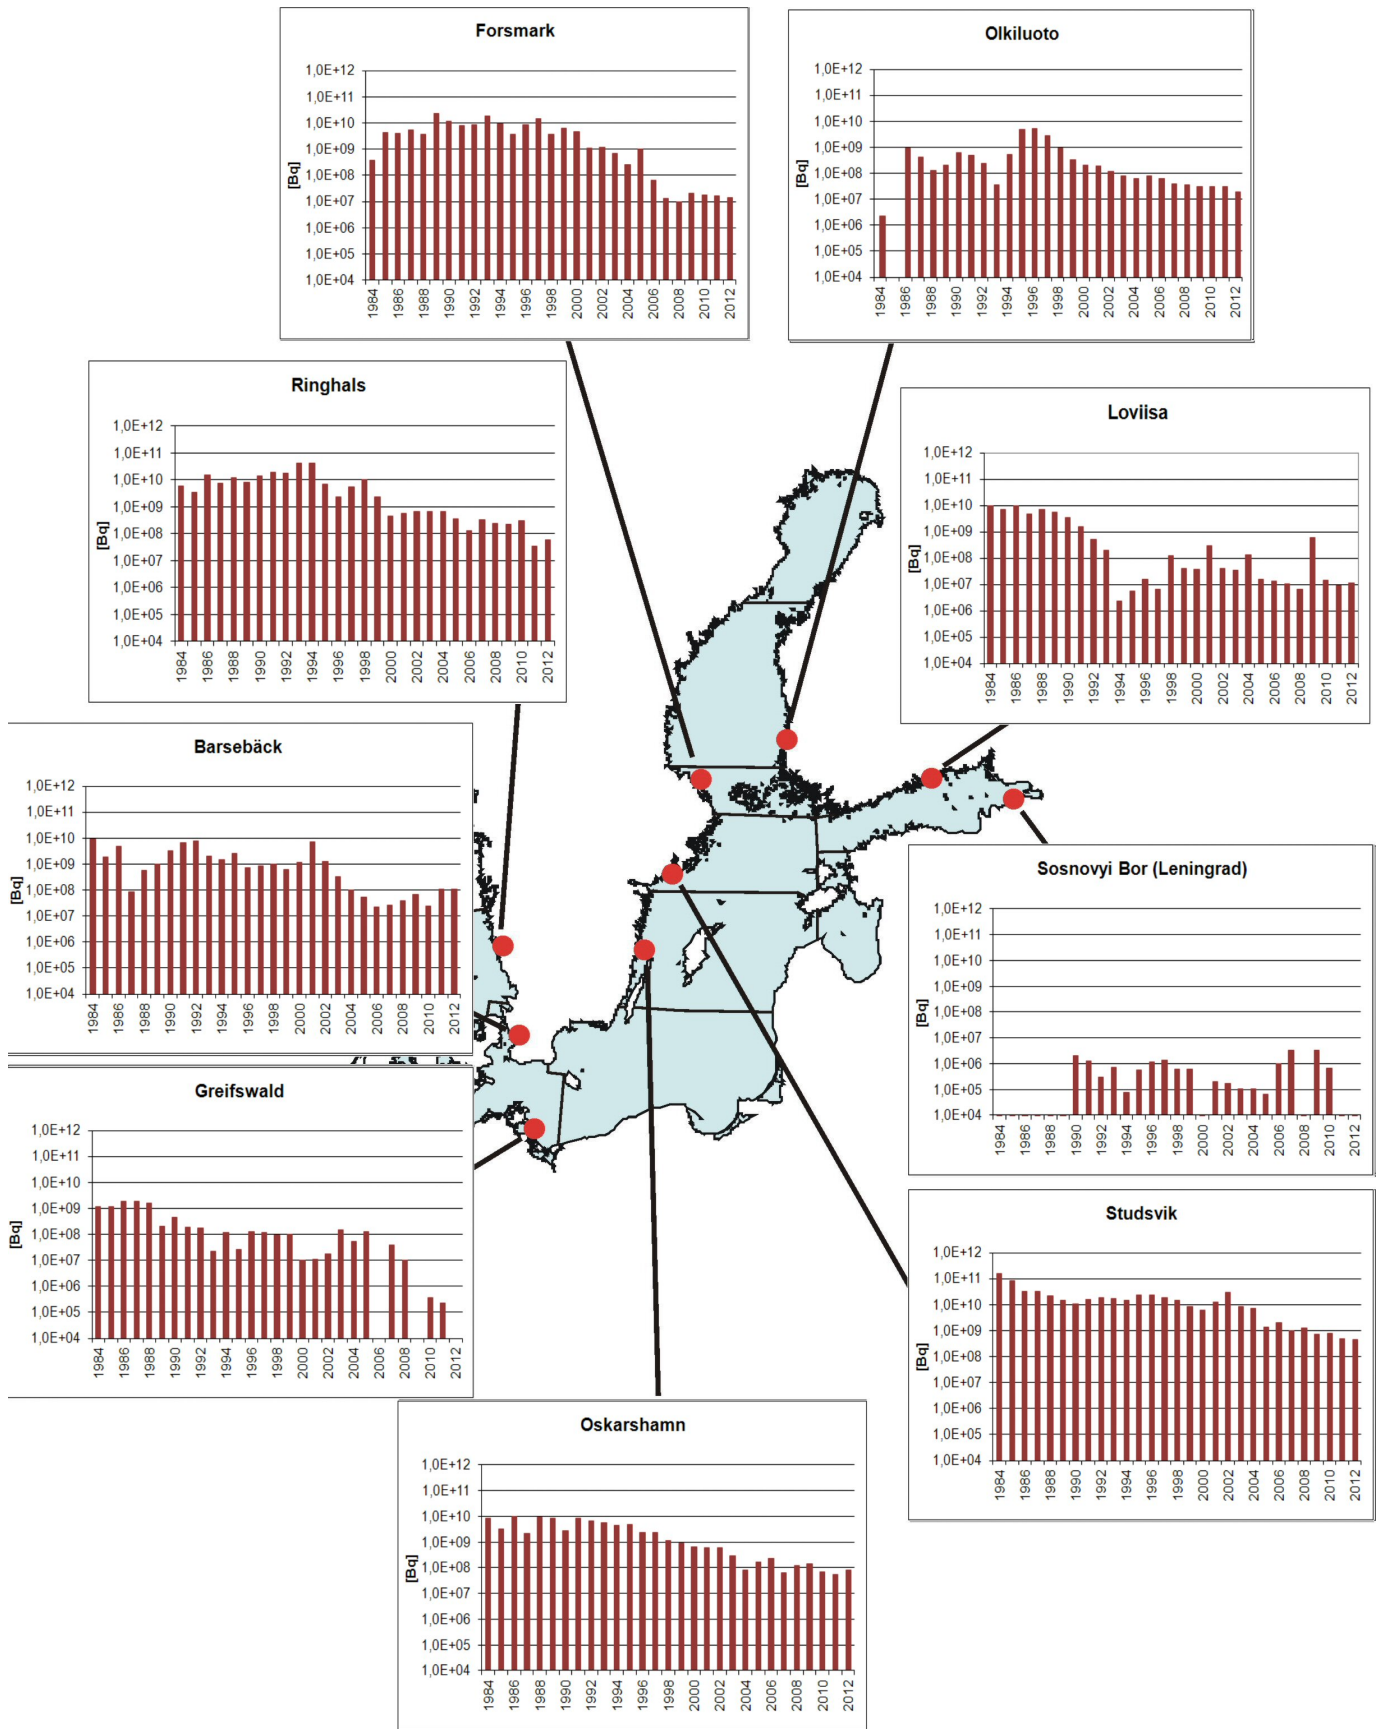 Forsmark
1,0E+12
1,0E+11
1,0E+10
1,0E+09
1,0E+08
1,0E+07
1,0E+06
1,0E+05
1,0E+04
[Bq]
1984 1986 1988 1990 1992 1994 1996 1998 2000 2002 2004 2006 2008 2010 2012
Olkiluoto
1,0E+12
1,0E+11
1,0E+10
1,0E+09
1,0E+08
1,0E+07
1,0E+06
1,0E+05
1,0E+04
[Bq]
1984 1986 1988 1990 1992 1994 1996 1998 2000 2002 2004 2006 2008 2010 2012
Ringhals
1,0E+12
1,0E+11
1,0E+10
1,0E+09
1,0E+08
1,0E+07
1,0E+06
1,0E+05
1,0E+04
[Bq]
1984 1986 1988 1990 1992 1994 1996 1998 2000 2002 2004 2006 2008 2010 2012
Loviisa
1,0E+12
1,0E+11
1,0E+10
1,0E+09
1,0E+08
1,0E+07
1,0E+06
1,0E+05
1,0E+04
[Bq]
1984 1986 1988 1990 1992 1994 1996 1998 2000 2002 2004 2006 2008 2010 2012
Barsebäck
1,0E+12
1,0E+11
1,0E+10
1,0E+09
1,0E+08
1,0E+07
1,0E+06
1,0E+05
1,0E+04
[Bq]
1984 1986 1988 1990 1992 1994 1996 1998 2000 2002 2004 2006 2008 2010 2012
Sosnovyi Bor (Leningrad)
1,0E+12
1,0E+11
1,0E+10
1,0E+09
1,0E+08
1,0E+07
1,0E+06
1,0E+05
1,0E+04
[Bq]
1984 1986 1988 1990 1992 1994 1996 1998 2000 2002 2004 2006 2008 2010 2012
Greifswald
1,0E+12
1,0E+11
1,0E+10
1,0E+09
1,0E+08
1,0E+07
1,0E+06
1,0E+05
1,0E+04
[Bq]
1984 1986 1988 1990 1992 1994 1996 1998 2000 2002 2004 2006 2008 2010 2012
Studsvik
1,0E+12
1,0E+11
1,0E+10
1,0E+09
1,0E+08
1,0E+07
1,0E+06
1,0E+05
1,0E+04
[Bq]
1984 1986 1988 1990 1992 1994 1996 1998 2000 2002 2004 2006 2008 2010 2012
Oskarshamn
1,0E+12
1,0E+11
1,0E+10
1,0E+09
1,0E+08
1,0E+07
1,0E+06
1,0E+05
1,0E+04
[Bq]
1984 1986 1988 1990 1992 1994 1996 1998 2000 2002 2004 2006 2008 2010 2012